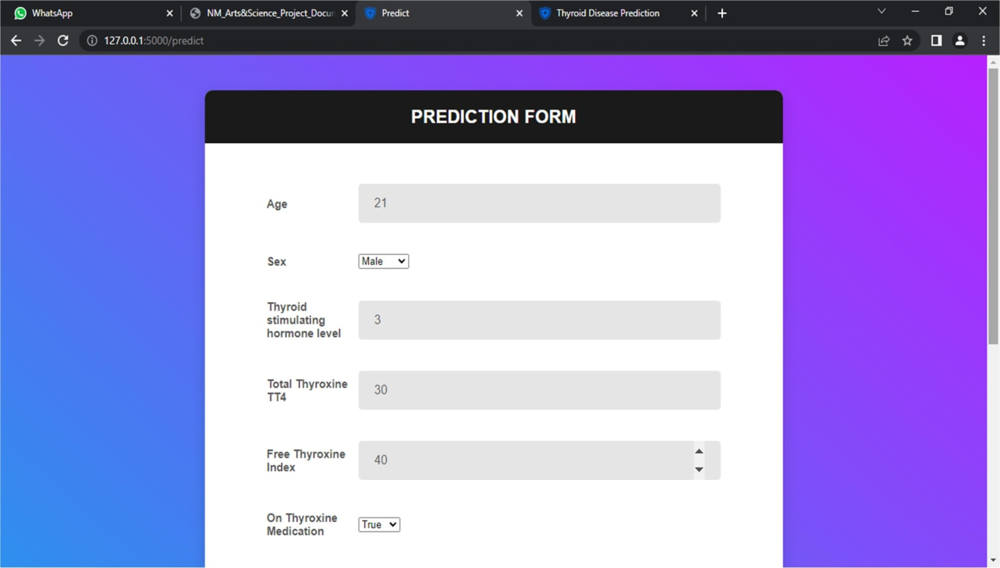 WhatsApp
NM_Arts&Science_Project_Docun
Predict
Thyroid Disease Prediction
127.0.0.1:5000/predict
PREDICTION FORM
Age
21
Sex
Male
Thyroid
stimulating
hormone level
3
Total Thyroxine
TT4
30
Free Thyroxine
Index
40
On Thyroxine
Medication
True